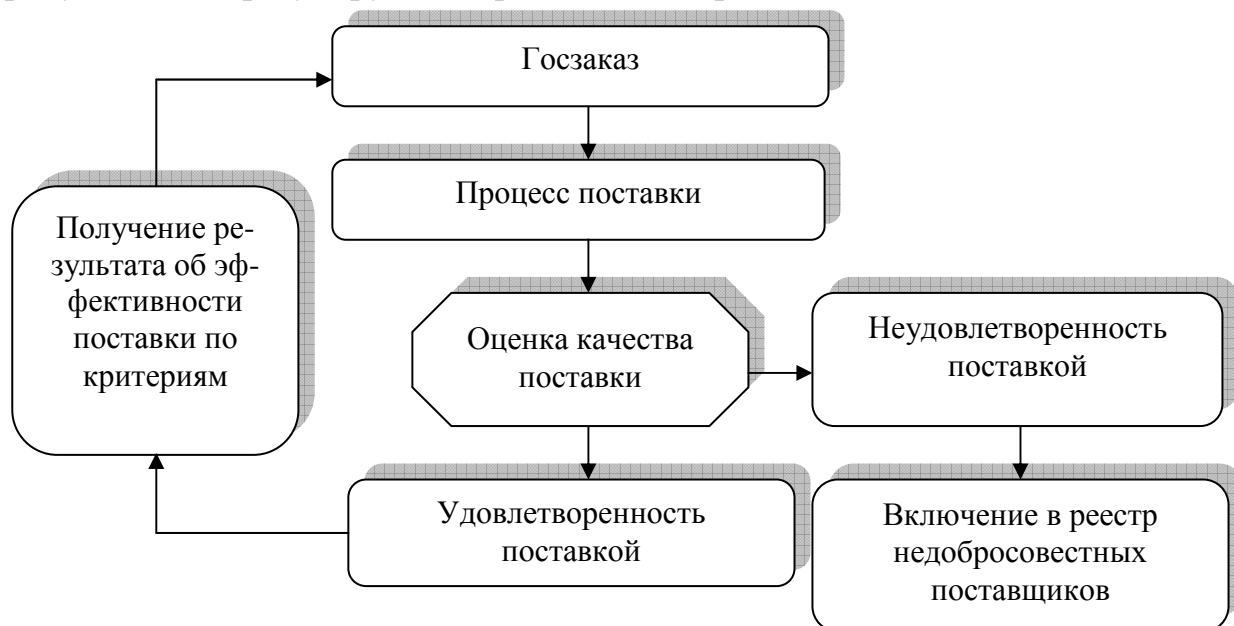 Госзаказ
Процесс поставки
Получение ре-
зультата об эф-
фективности
поставки по
критериям
Оценка качества
поставки
Неудовлетворенность
поставкой
Удовлетворенность
поставкой
Включение в реестр
недобросовестных
поставщиков